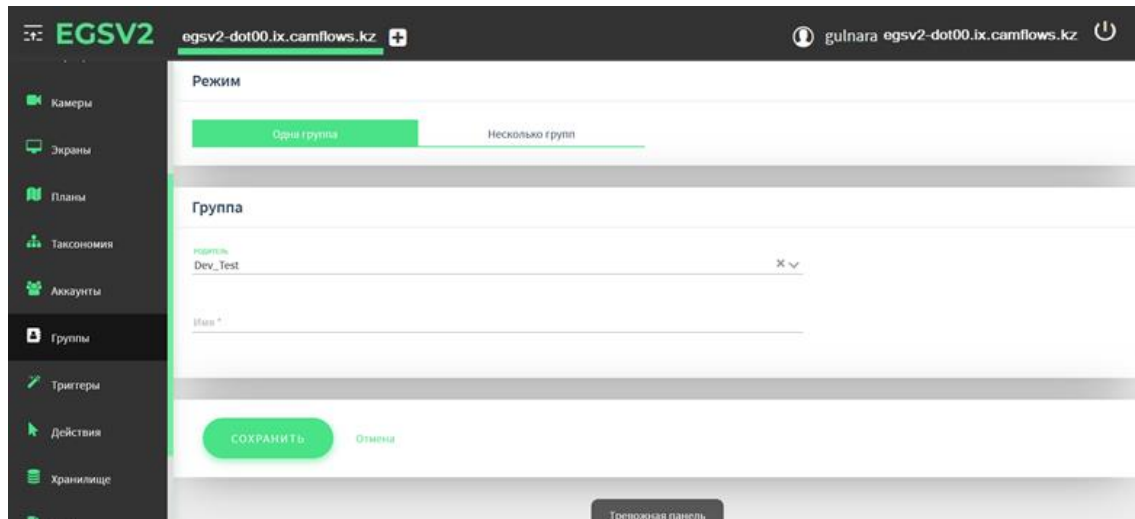 EGSV2 egsv2-dot00.ix.camflows.kz gulnara egsv2-dot00.ix.camflows.kz
Режим
Камеры
Одна группа Несколько групп
Экраны
Планы
Группа
Таксономия
родитель
Dev_Test
Аккаунты
Имя *
Группы
Триггеры
Действия
СОХРАНИТЬ Отмена
Хранилище
Тревожная панель